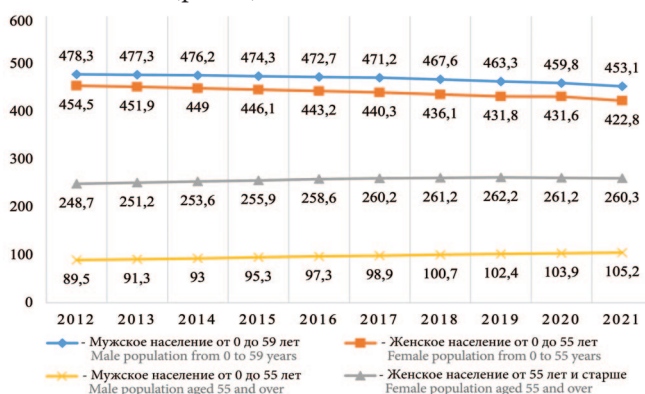 600
478,3 477,3 476,2 474,3 472,7 471,2 467,6 463,3 459,8 453,1
500
400
454,5 451,9 449 446,1 443,2 440,3 436,1 431,8 431,6 422,8
300
200
248,7 251,2 253,6 255,9 258,6 260,2 261,2 262,2 261,2 260,3
100
89,5 91,3 93 95,3 97,3 98,9 100,7 102,4 103,9 105,2
0
2012 2013 2014 2015 2016 2017 2018 2019 2020 2021
- Мужское население от 0 до 59 лет - Женское население от 0 до 55 лет
Male population from 0 to 59 years Female population from 0 to 55 years
- Мужское население от 0 до 55 лет - Женское население от 55 лет и старше
Male population aged 55 and over Female population aged 55 and over